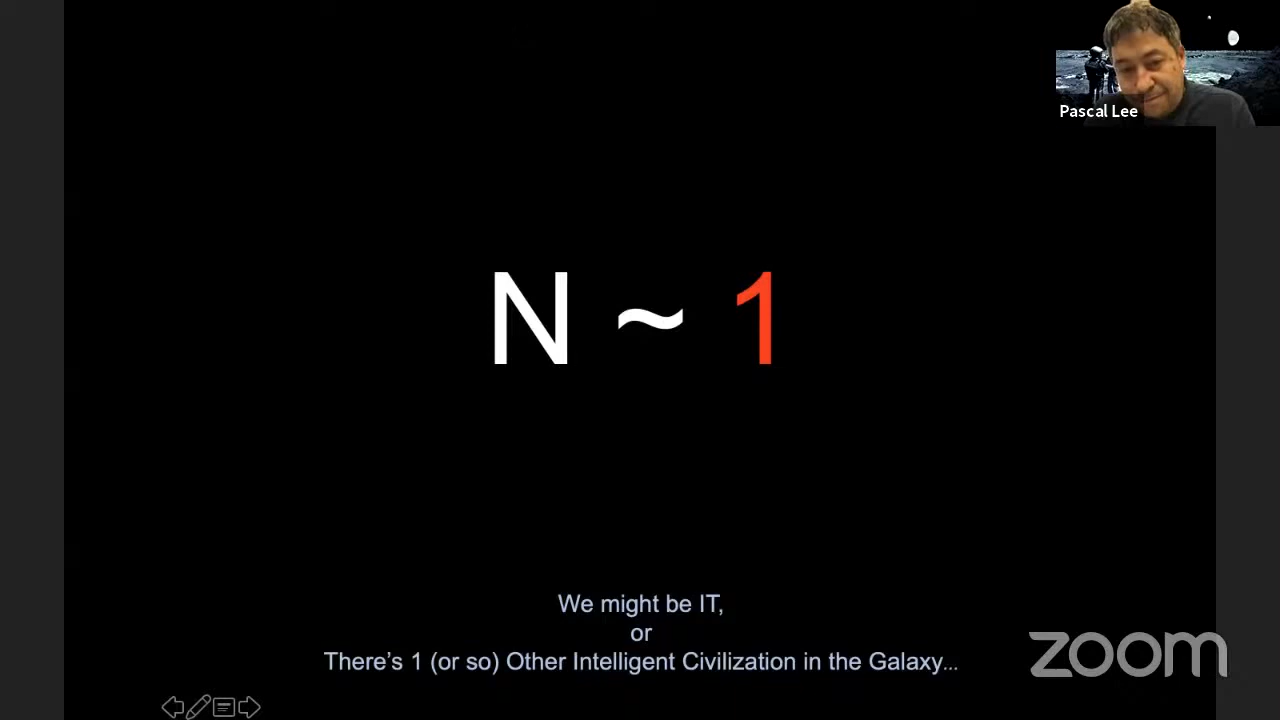 Pascal Lee
N ~ 1
We might be IT,
or
There's 1 (or so) Other Intelligent Civilization in the Galaxy...
zoom